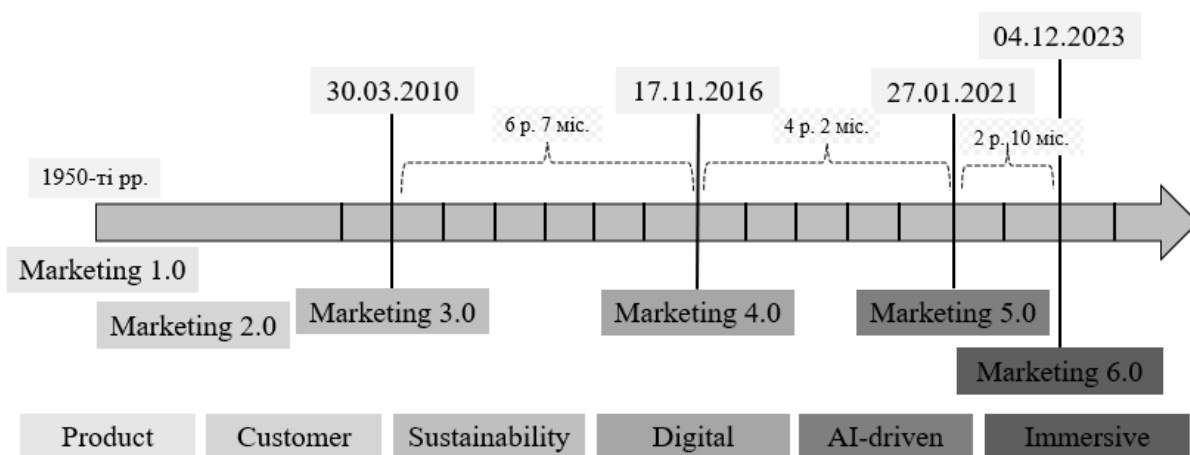 04.12.2023
30.03.2010
17.11.2016
27.01.2021
6 р. 7 міс.
4 р. 2 міс.
2 р. 10 міс.
1950-ті рр.
Marketing 1.0
Marketing 2.0
Marketing 3.0
Marketing 4.0
Marketing 5.0
Marketing 6.0
Product
Customer
Sustainability
Digital
AI-driven
Immersive